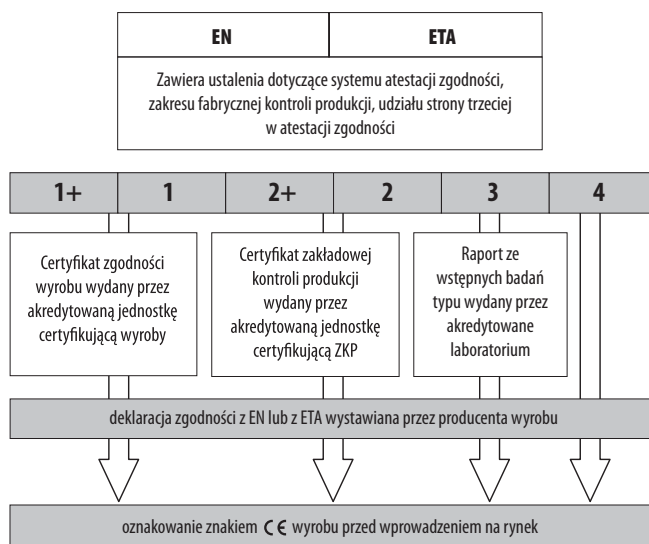 EN ETA
Zawiera ustalenia dotyczące systemu atestacji zgodności,
zakresu fabrycznej kontroli produkcji, udziału strony trzeciej
w atestacji zgodności
1+ 1 2+ 2 3 4
Certyfikat zgodności
wyrobu wydany przez
akredytowaną jednostkę
certyfikującą wyroby
Certyfikat zakładowej
kontroli produkcji
wydany przez
akredytowaną jednostkę
certyfikującą ZKP
Raport ze
wstępnych badań
typu wydany przez
akredytowane
laboratorium
deklaracja zgodności z EN lub z ETA wystawiana przez producenta wyrobu
oznakowanie znakiem CE wyrobu przed wprowadzeniem na rynek